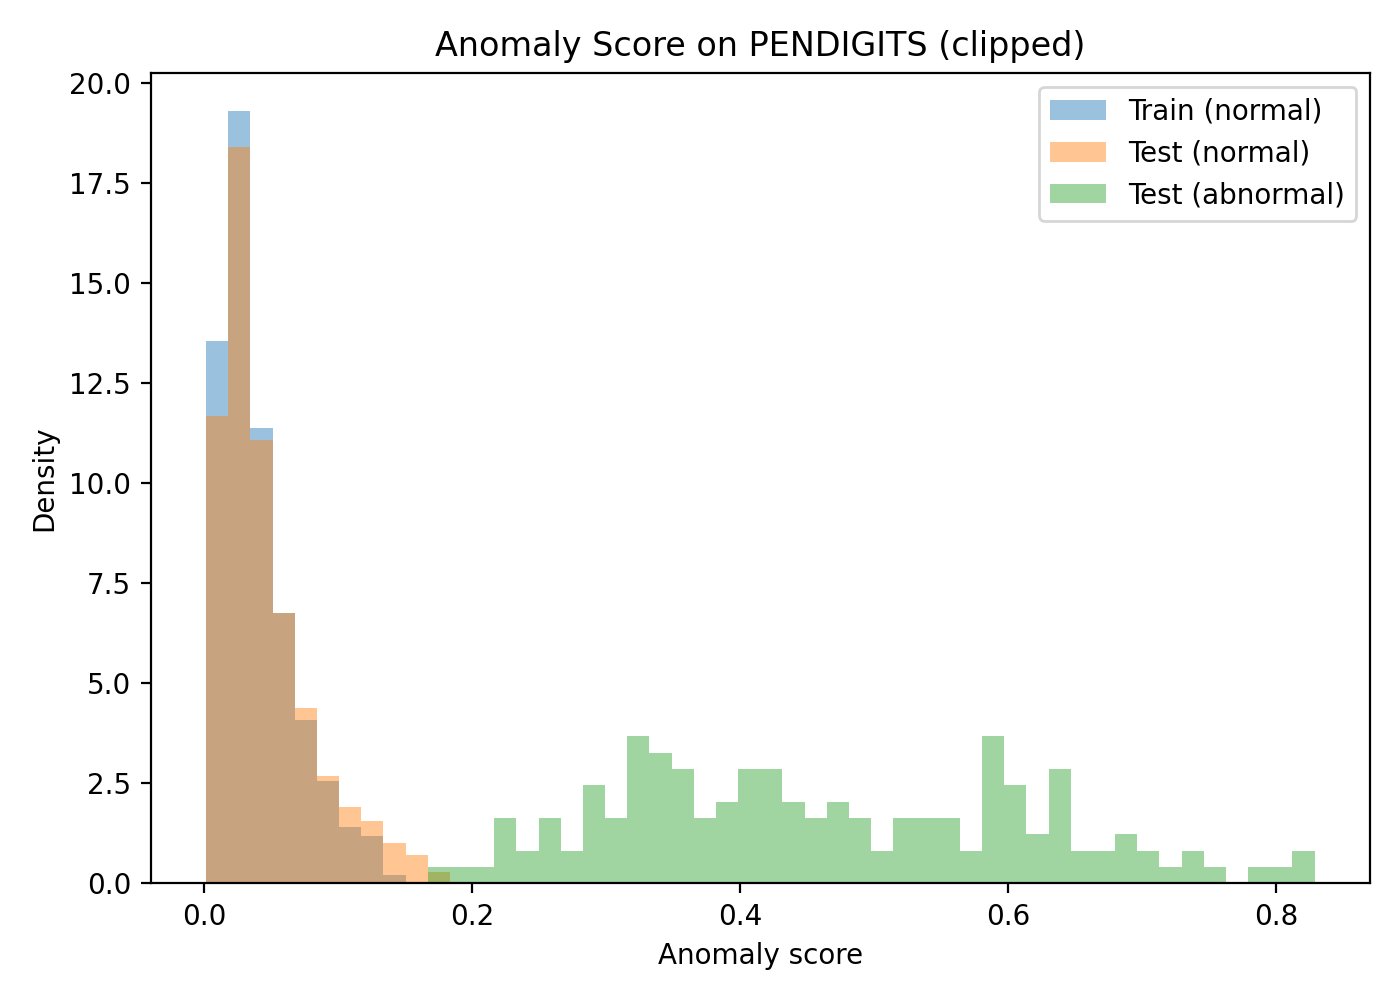 Anomaly Score on PENDIGITS (clipped)
Train (normal)
Test (normal)
Test (abnormal)
20.0
17.5
15.0
12.5
10.0
7.5
5.0
2.5
0.0
Density
0.0 0.2 0.4 0.6 0.8
Anomaly score